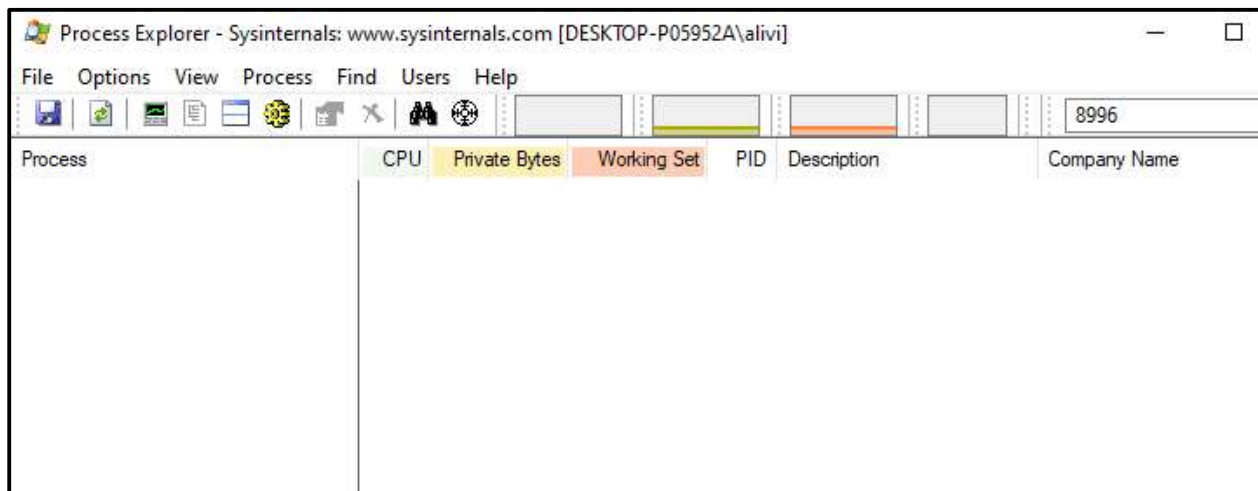 Process Explorer - Sysinternals: www.sysinternals.com [DESKTOP-P05952A\alivi]
File Options View Process Find Users Help
8996
Process CPU Private Bytes Working Set PID Description Company Name